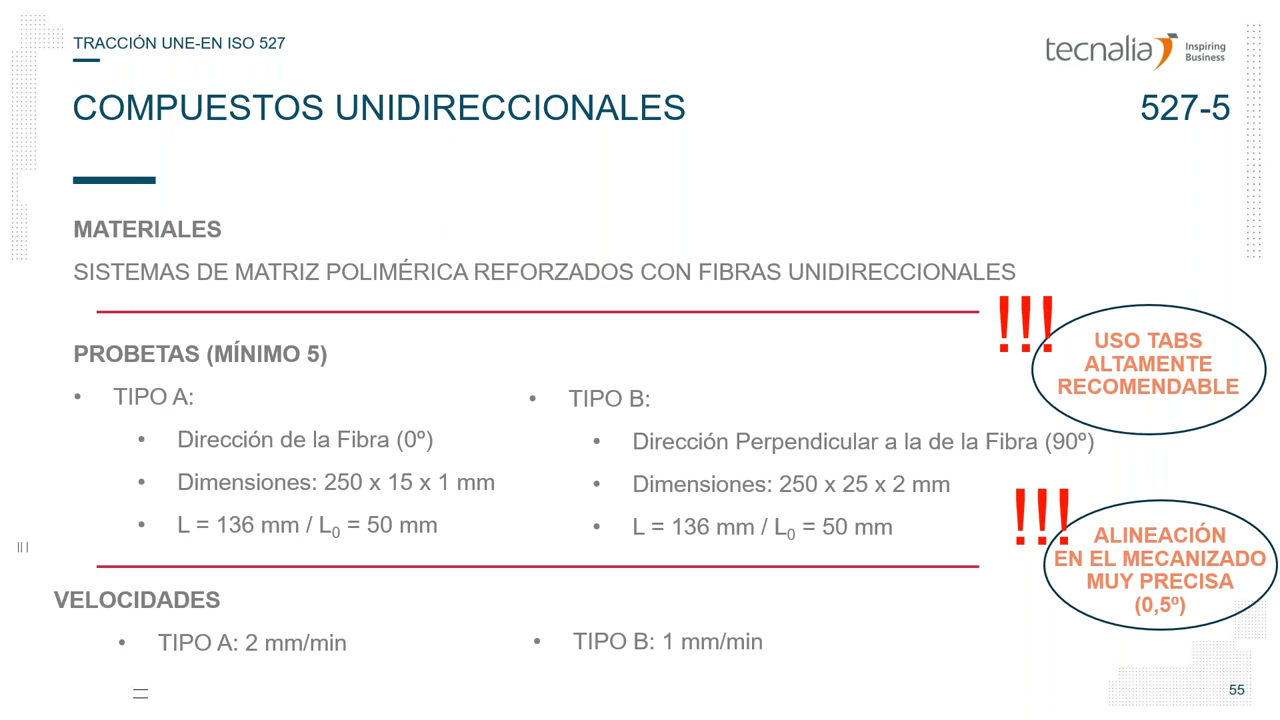 TRACCIÓN UNE-EN ISO 527
tecnalia Inspiring Business
COMPUESTOS UNIDIRECCIONALES
527-5
MATERIALES
SISTEMAS DE MATRIZ POLIMÉRICA REFORZADOS CON FIBRAS UNIDIRECCIONALES
!!!
USO TABS
ALTAMENTE
RECOMENDABLE
PROBETAS (MÍNIMO 5)
• TIPO A:
• Dirección de la Fibra (0º)
• Dimensiones: 250 x 15 x 1 mm
• L = 136 mm / L0 = 50 mm
• TIPO B:
• Dirección Perpendicular a la de la Fibra (90º)
• Dimensiones: 250 x 25 x 2 mm
• L = 136 mm / L0 = 50 mm
!!!
ALINEACIÓN
EN EL MECANIZADO
MUY PRECISA
(0,5º)
VELOCIDADES
• TIPO A: 2 mm/min
• TIPO B: 1 mm/min
55